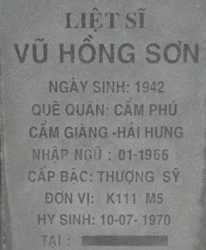 LIỆT SĨ
VŨ HỒNG SƠN
NGÀY SINH: 1942
QUÊ QUÁN: CẨM PHÚ
CẨM GIÀNG -HẢI HƯNG
NHẬP NGŨ : 01-1966
CẤP BẬC: THƯỢNG SỸ
ĐƠN VỊ: K111 M5
HY SINH: 10-07- 1970
TẠI :